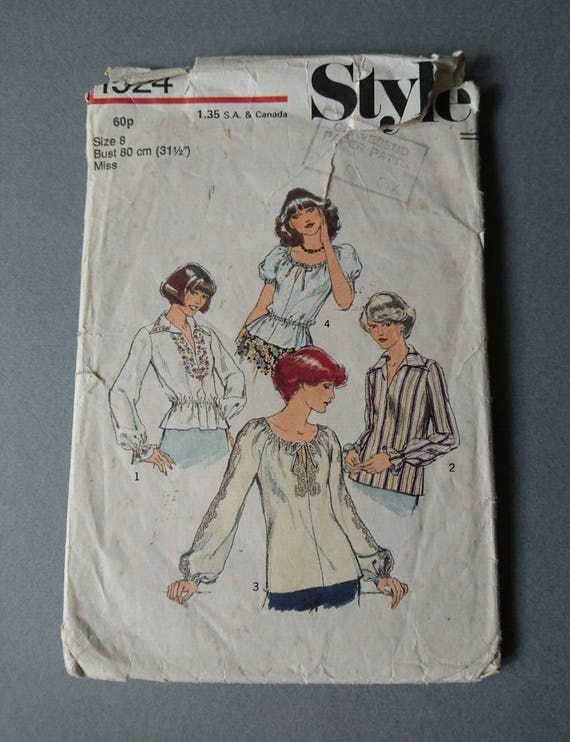 1524
Style
60p
1.35 S.A. & Canada
Size 8
Bust 80 cm (31½")
Miss
GRAVESEND
PAPER PATTS
4
1
2
3